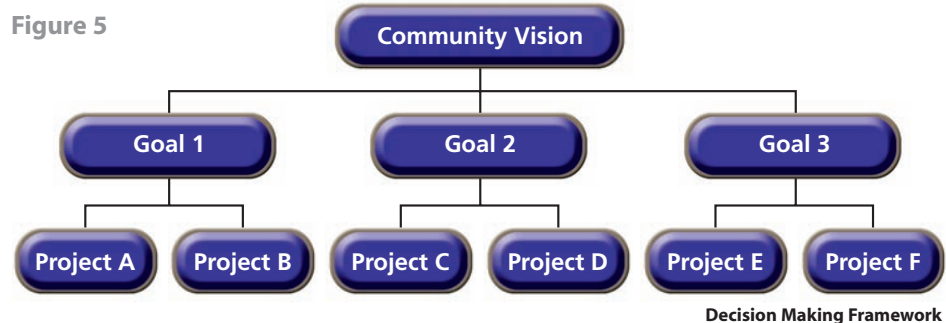 Figure 5
Community Vision
Goal 1
Goal 2
Goal 3
Project A
Project B
Project C
Project D
Project E
Project F
Decision Making Framework